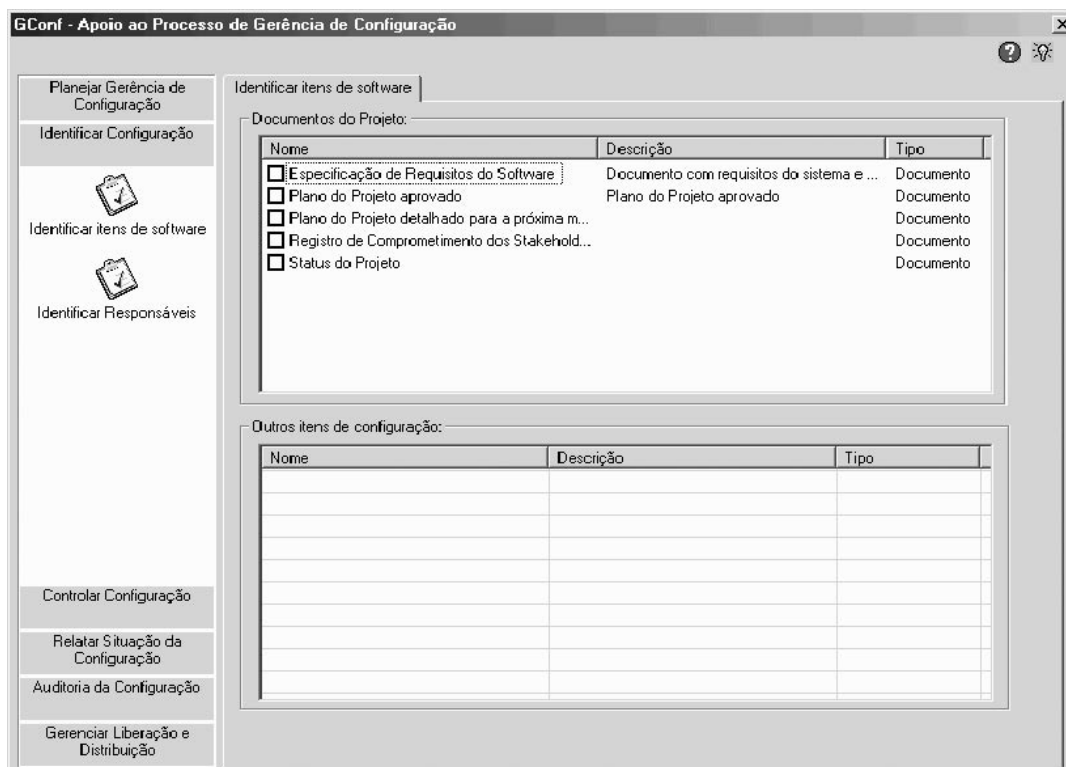 GConf - Apoio ao Processo de Gerência de Configuração
Planejar Gerência de
Configuração
Identificar Configuração
Identificar itens de software
Identificar Responsáveis
Controlar Configuração
Relatar Situação da
Configuração
Auditoria da Configuração
Gerenciar Liberação e
Distribuição
Identificar itens de software
Documentos do Projeto:
Nome Descrição Tipo
Especificação de Requisitos do Software Documento com requisitos do sistema e ... Documento
Plano do Projeto aprovado Plano do Projeto aprovado Documento
Plano do Projeto detalhado para a próxima m... Documento
Registro de Comprometimento dos Stakehold... Documento
Status do Projeto Documento
Outros itens de configuração:
Nome Descrição Tipo